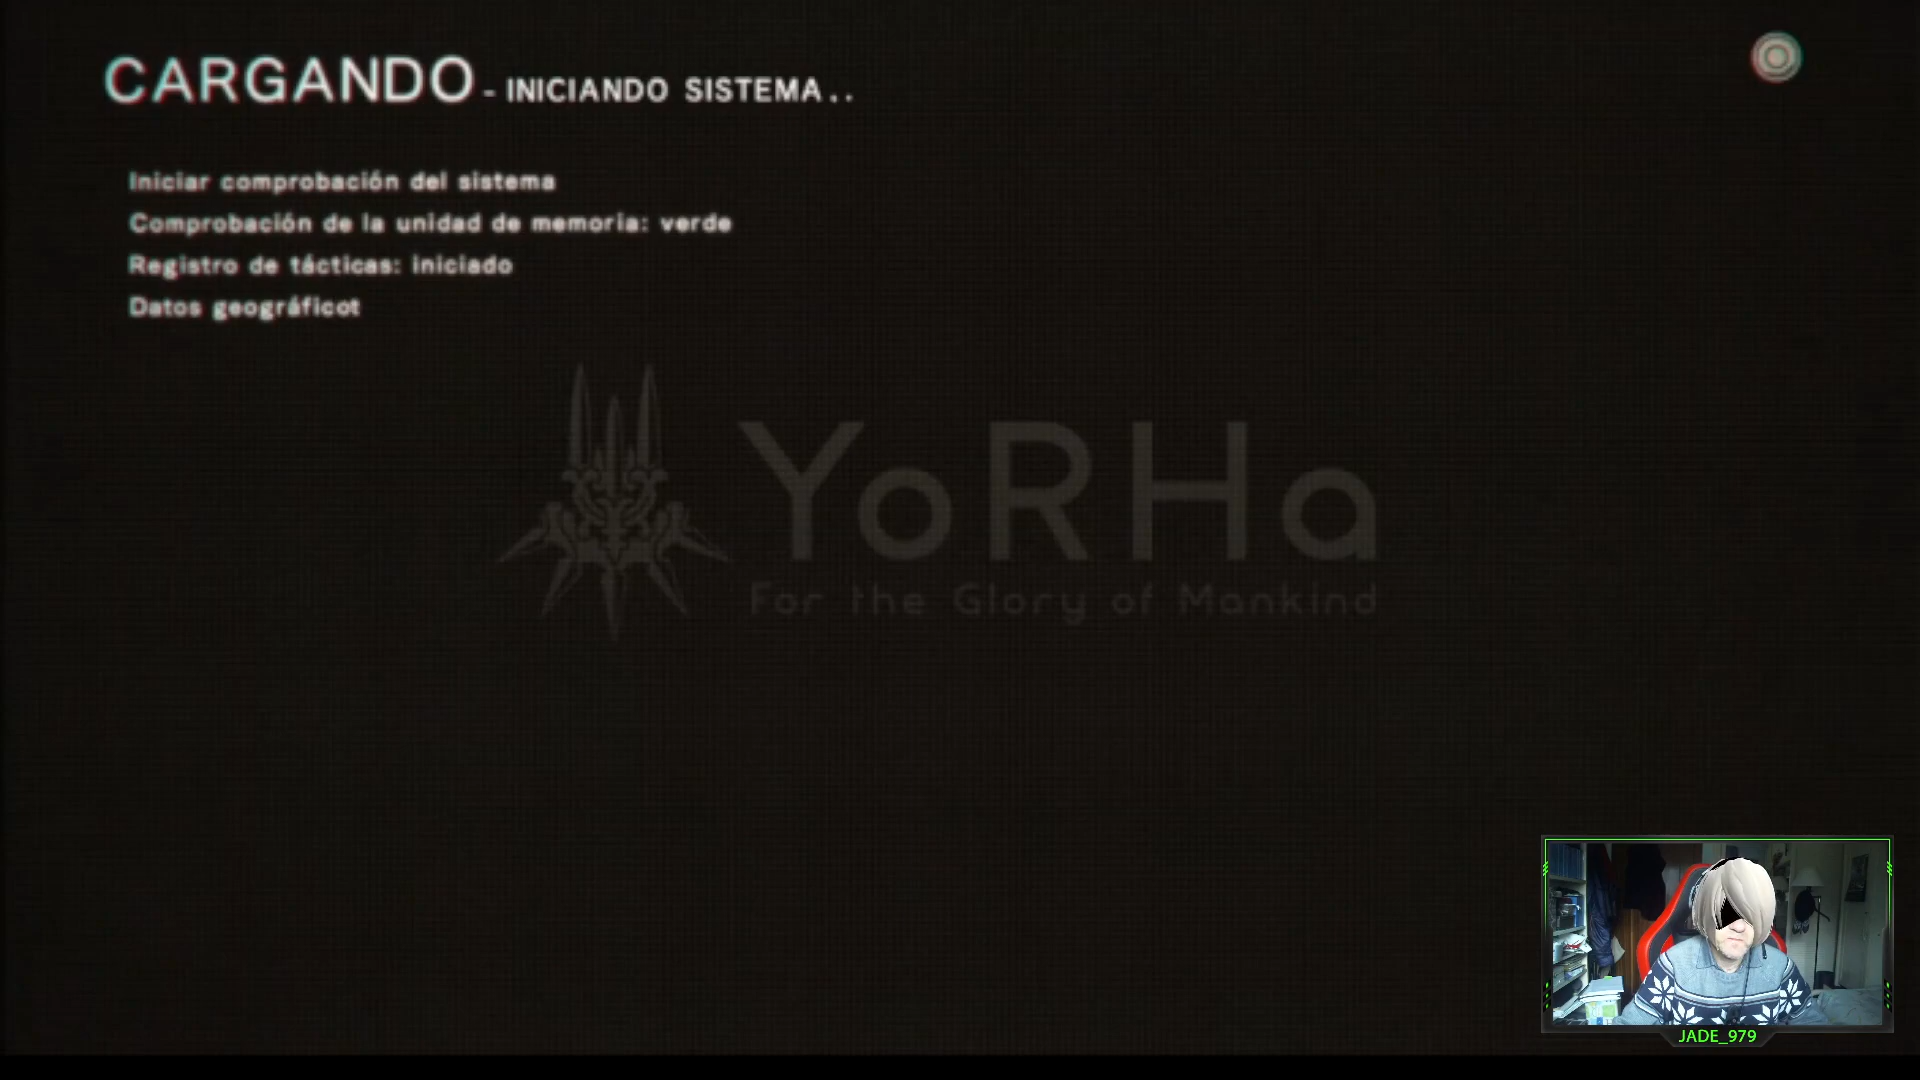 CARGANDO - INICIANDO SISTEMA..
Iniciar comprobación del sistema
Comprobación de la unidad de memoria: verde
Registro de tácticas: iniciado
Datos geográficot
YoRHa
For the Glory of Mankind
JADE_979